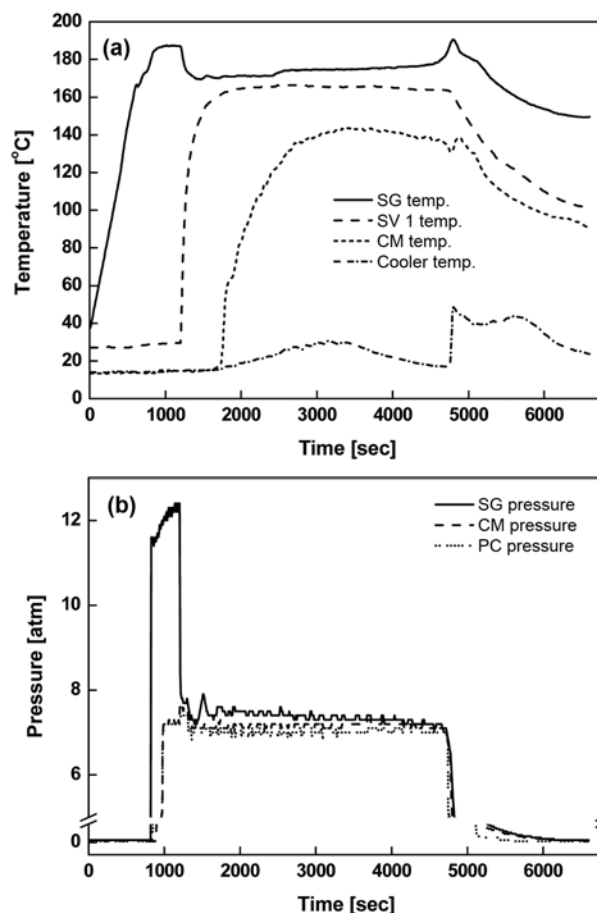 (a)
Temperature [°C]
200
180
160
140
120
100
80
60
40
20
0
SG temp.
SV 1 temp.
CM temp.
Cooler temp.
0 1000 2000 3000 4000 5000 6000
Time [sec]
(b)
Pressure [atm]
12
10
8
6
0
SG pressure
CM pressure
PC pressure
0 1000 2000 3000 4000 5000 6000
Time [sec]